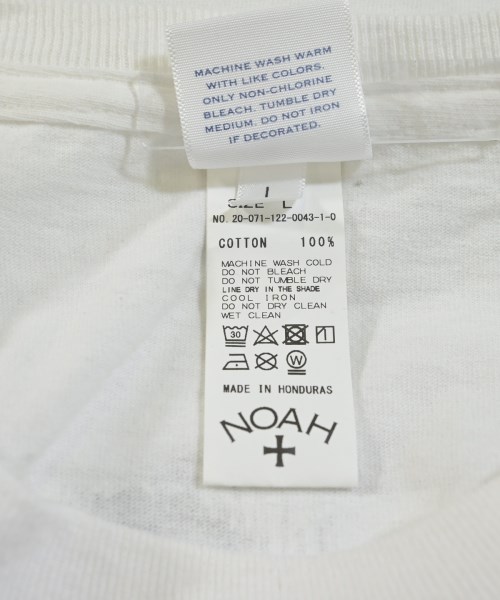 MACHINE WASH WARM
WITH LIKE COLORS.
ONLY NON-CHLORINE
BLEACH. TUMBLE DRY
MEDIUM. DO NOT IRON
IF DECORATED.
SIZE L
NO. 20-071-122-0043-1-0
COTTON 100%
MACHINE WASH COLD
DO NOT BLEACH
DO NOT TUMBLE DRY
LINE DRY IN THE SHADE
COOL IRON
DO NOT DRY CLEAN
WET CLEAN
30
W
MADE IN HONDURAS
NOAH